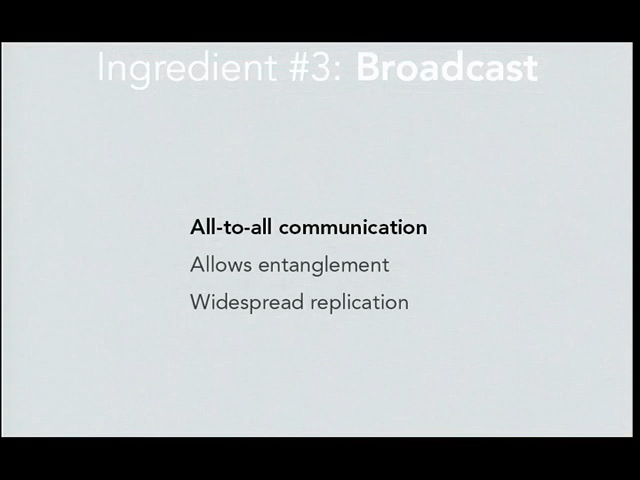 Ingredient #3: Broadcast
All-to-all communication
Allows entanglement
Widespread replication